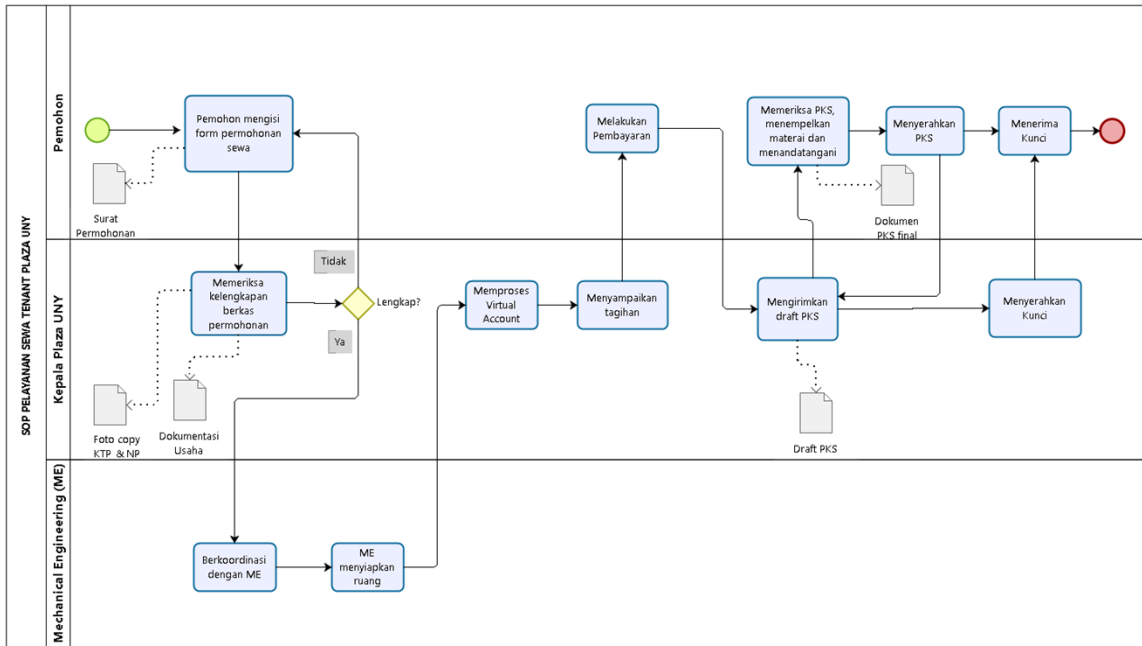 SOP PELAYANAN SEWA TENANT PLAZA UNY
Pemohon
Pemohon mengisi
form permohonan
sewa
Surat
Permohonan
Melakukan
Pembayaran
Memeriksa PKS,
menempelkan
materai dan
menandatangani
Menyerahkan
PKS
Menerima
Kunci
Dokumen
PKS final
Kepala Plaza UNY
Tidak
Memeriksa
kelengkapan
berkas
permohonan
Lengkap?
Ya
Memproses
Virtual
Account
Menyampaikan
tagihan
Mengirimkan
draft PKS
Menyerahkan
Kunci
Foto copy
KTP & NP
Dokumentasi
Usaha
Draft PKS
Mechanical Engineering (ME)
Berkoordinasi
dengan ME
ME
menyiapkan
ruang